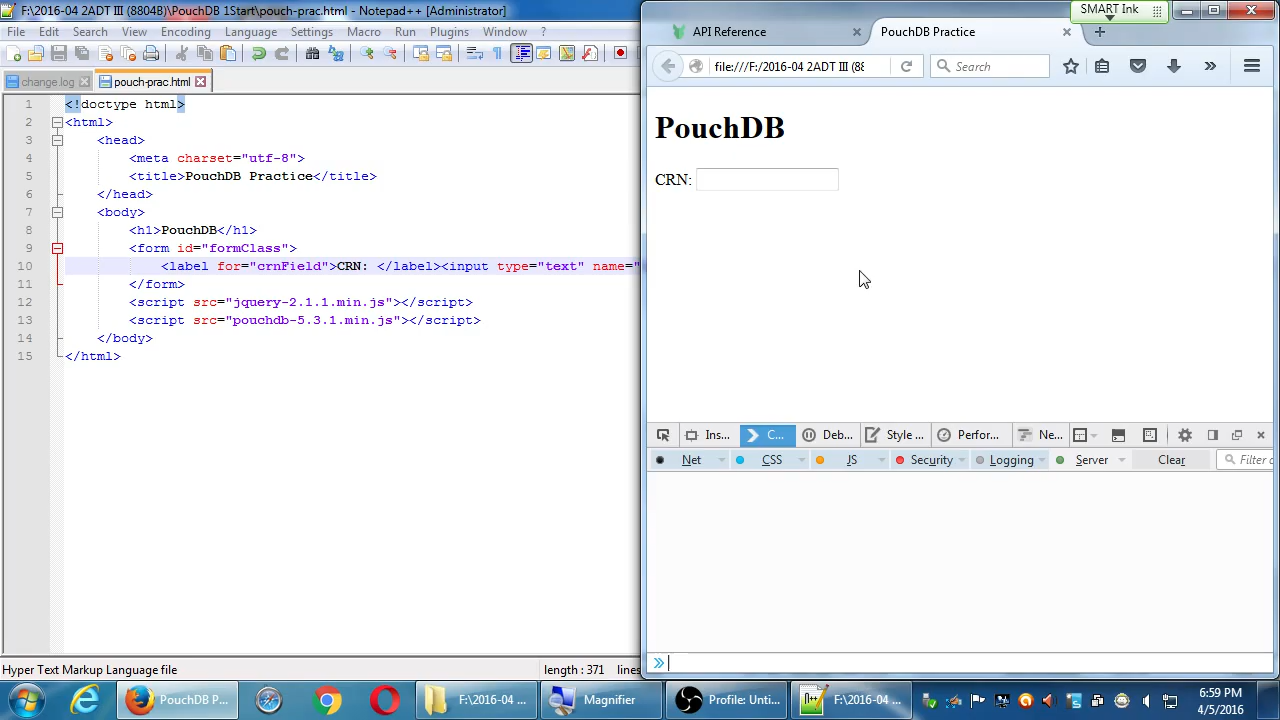 F:\2016-04 2ADT III (8804B)\PouchDB 1Start\pouch-prac.html - Notepad++ [Administrator]
File Edit Search View Encoding Language Settings Macro Run Plugins Window ?
change.log pouch-prac.html
1 <!doctype html>
2 <html>
3 <head>
4 <meta charset="utf-8">
5 <title>PouchDB Practice</title>
6 </head>
7 <body>
8 <h1>PouchDB</h1>
9 <form id="formClass">
10 <label for="crnField">CRN: </label><input type="text" name="
11 </form>
12 <script src="jquery-2.1.1.min.js"></script>
13 <script src="pouchdb-5.3.1.min.js"></script>
14 </body>
15 </html>
Hyper Text Markup Language file length : 371 lines
SMART Ink
API Reference PouchDB Practice
file:///F:/2016-04 2ADT III (88 Search
PouchDB
CRN:
Ins... C... Deb... Style ... Perfor... Ne...
Net CSS JS Security Logging Server Clear Filter o
PouchDB P... F:\2016-04 ... Magnifier Profile: Unti... F:\2016-04 ... 6:59 PM
4/5/2016